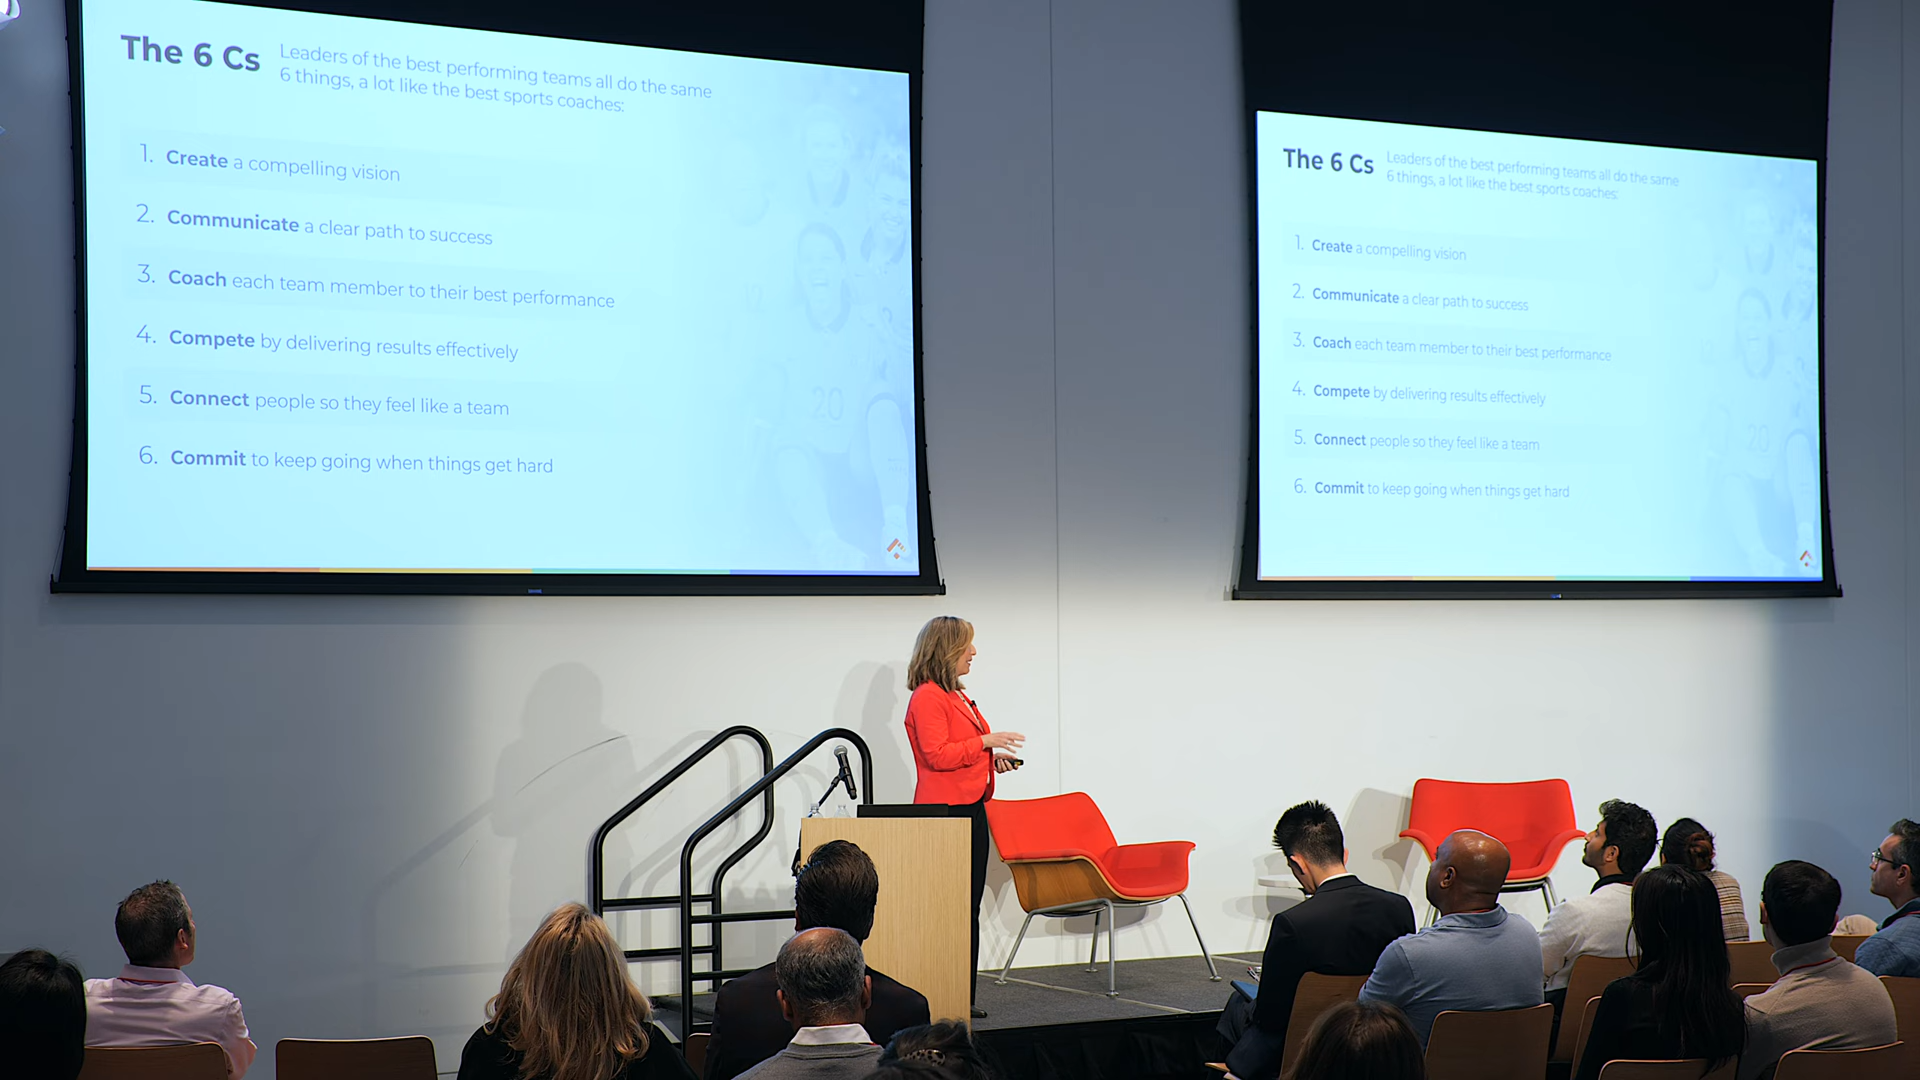 The 6 Cs
Leaders of the best performing teams all do the same
6 things, a lot like the best sports coaches:
1. Create a compelling vision
2. Communicate a clear path to success
3. Coach each team member to their best performance
4. Compete by delivering results effectively
5. Connect people so they feel like a team
6. Commit to keep going when things get hard
20
The 6 Cs
Leaders of the best performing teams all do the same
6 things, a lot like the best sports coaches:
1. Create a compelling vision
2. Communicate a clear path to success
3. Coach each team member to their best performance
4. Compete by delivering results effectively
5. Connect people so they feel like a team
6. Commit to keep going when things get hard
20